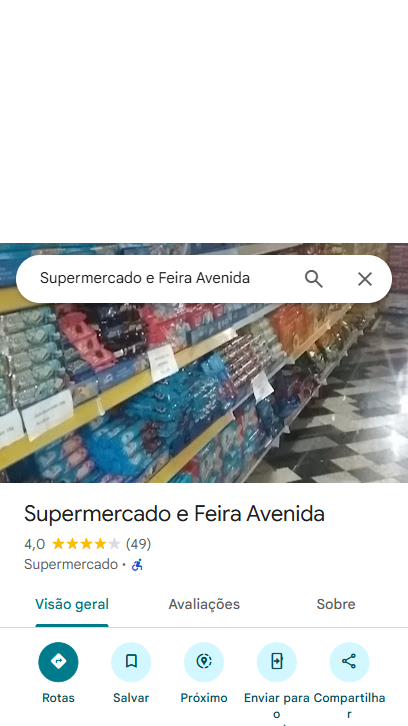 Supermercado e Feira Avenida
Supermercado e Feira Avenida
4,0 (49)
Supermercado ·
Visão geral Avaliações Sobre
Rotas Salvar Próximo Enviar para Compartilha
o r